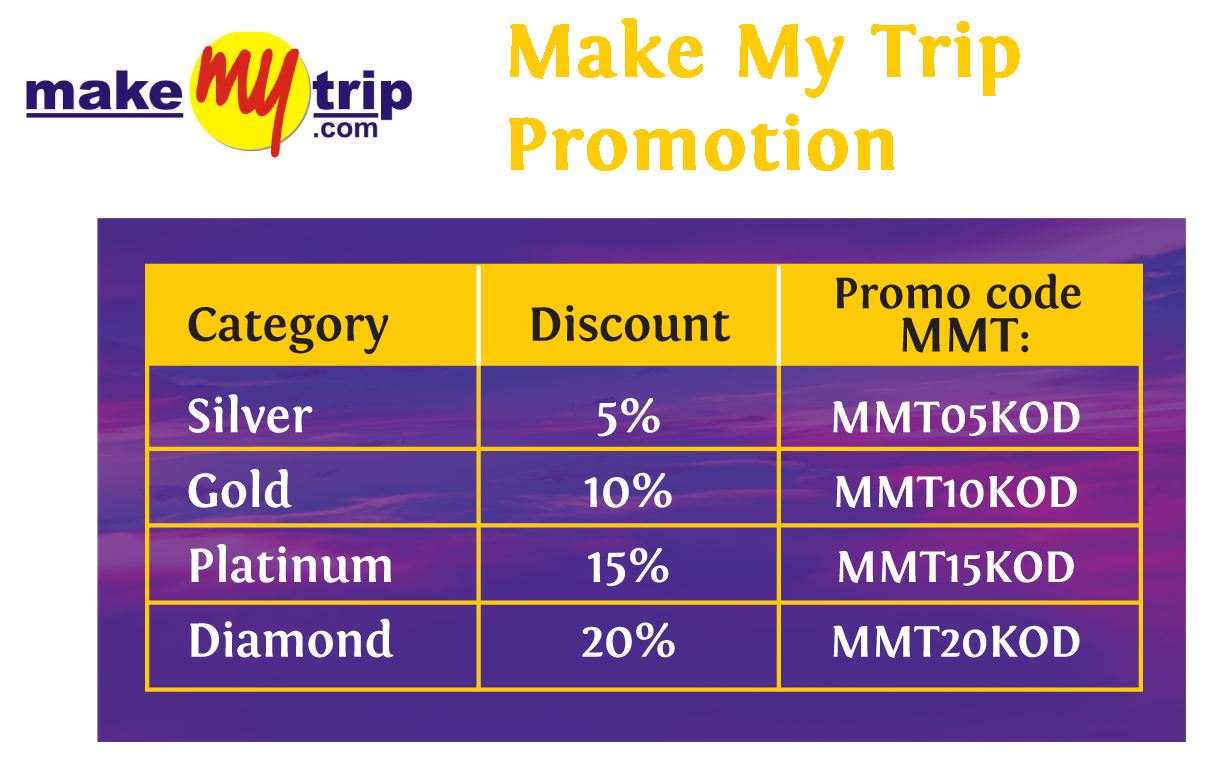 make my trip
.com
Make My Trip
Promotion
Category Discount Promo code
MMT:
Silver 5% MMT05KOD
Gold 10% MMT10KOD
Platinum 15% MMT15KOD
Diamond 20% MMT20KOD